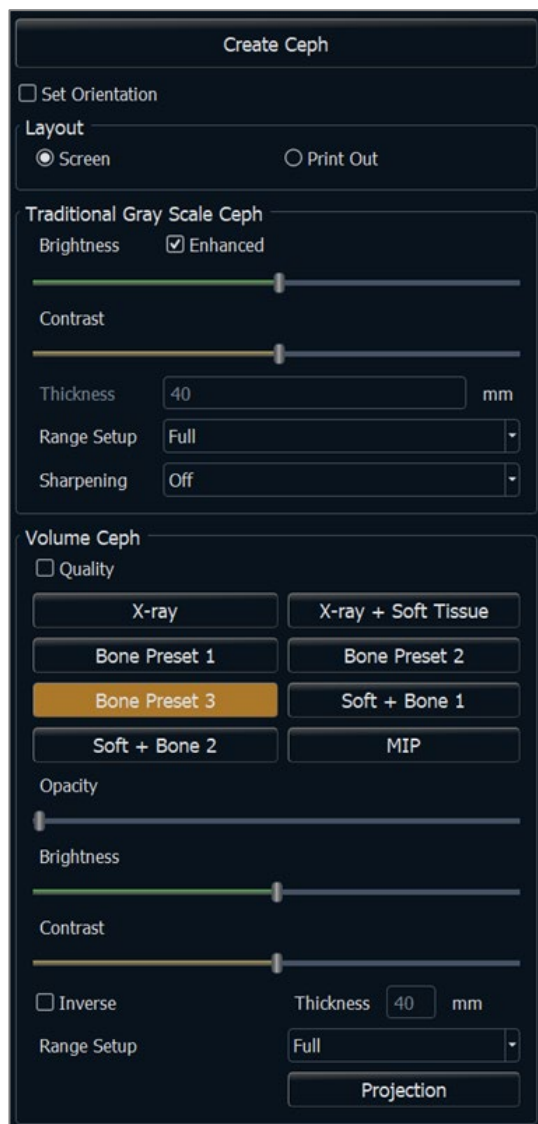 Create Ceph
Set Orientation
Layout
Screen Print Out
Traditional Gray Scale Ceph
Brightness Enhanced
Contrast
Thickness 40 mm
Range Setup Full
Sharpening Off
Volume Ceph
Quality
X-ray X-ray + Soft Tissue
Bone Preset 1 Bone Preset 2
Bone Preset 3 Soft + Bone 1
Soft + Bone 2 MIP
Opacity
Brightness
Contrast
Inverse Thickness 40 mm
Range Setup Full
Projection